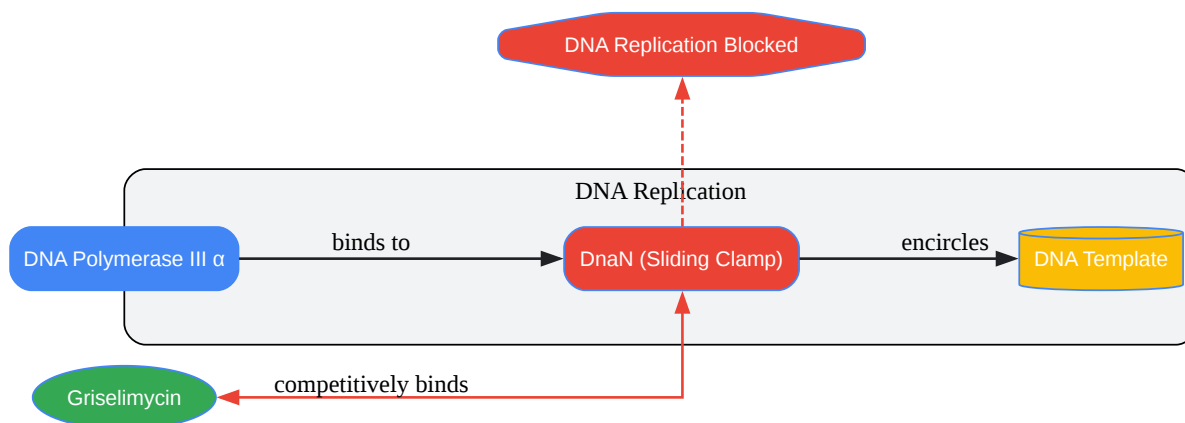 DNA Replication Blocked
DNA Replication
DNA Polymerase III α
binds to
DnaN (Sliding Clamp)
encircles
DNA Template
Griselimycin
competitively binds